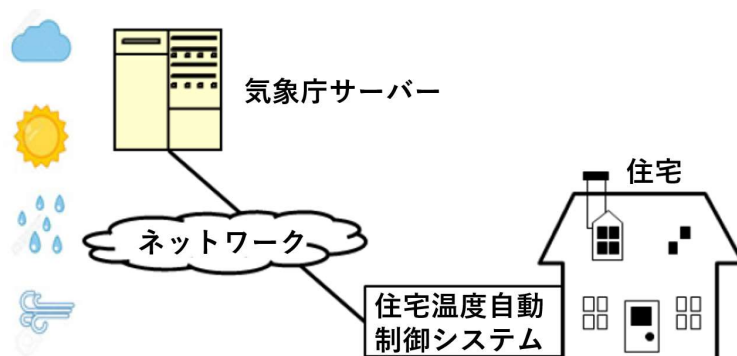 気象庁サーバー
住宅
ネットワーク
住宅温度自動
制御システム